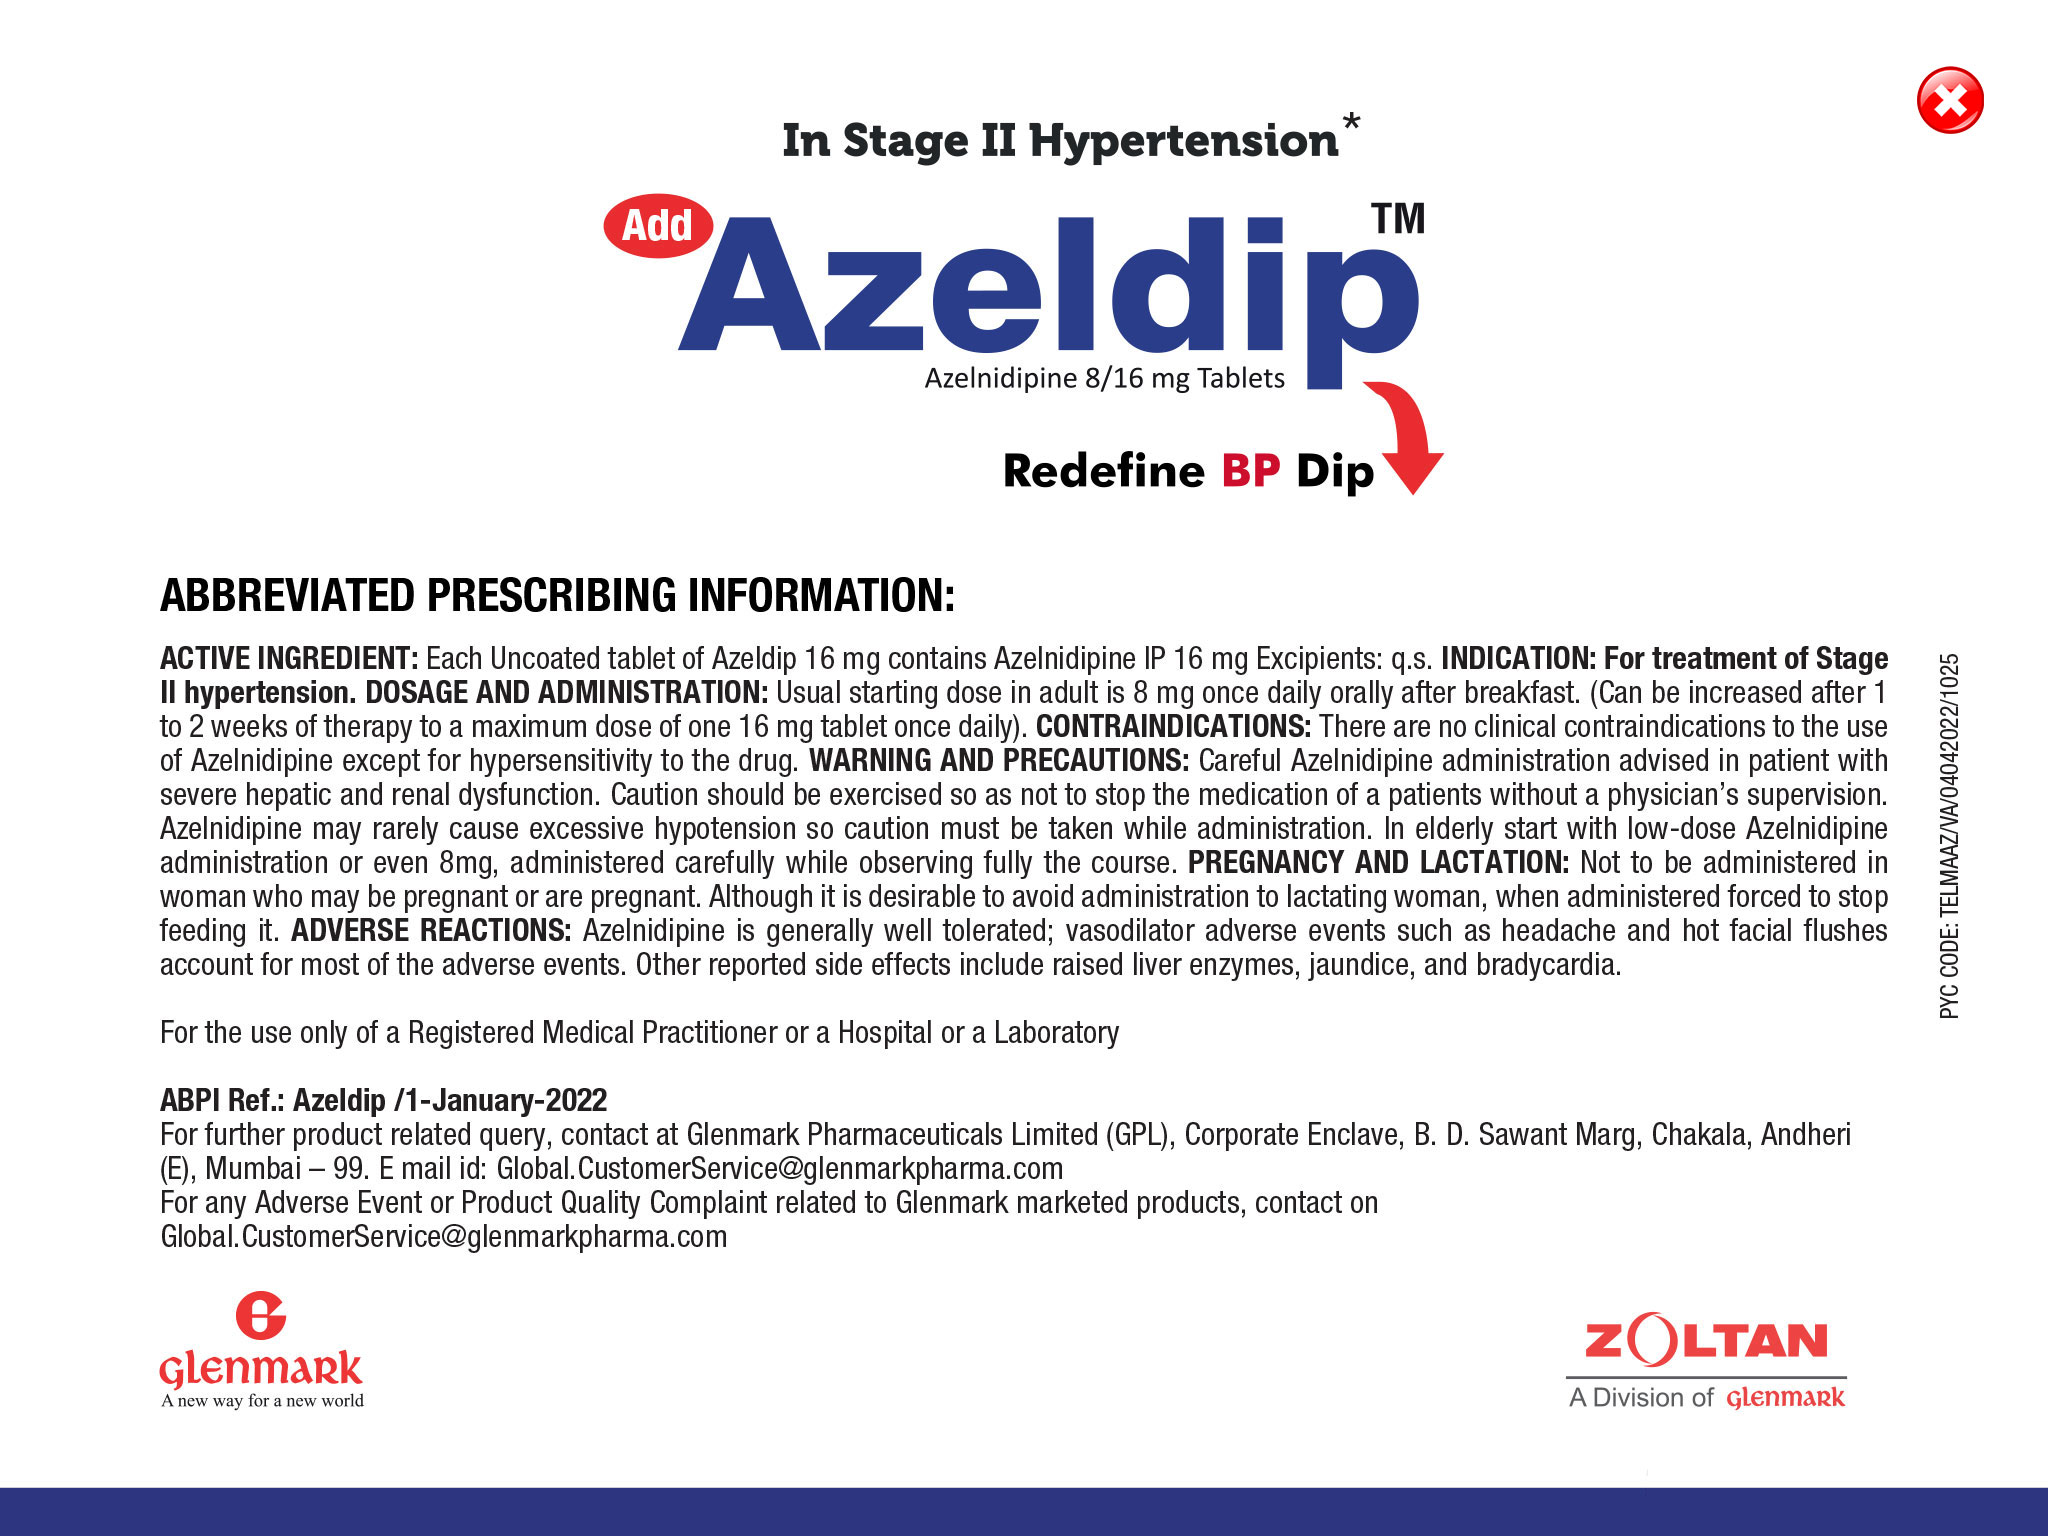 In Stage II Hypertension*
Add
Azeldip™
Azelnidipine 8/16 mg Tablets
Redefine BP Dip
ABBREVIATED PRESCRIBING INFORMATION:
ACTIVE INGREDIENT: Each Uncoated tablet of Azeldip 16 mg contains Azelnidipine IP 16 mg Excipients: q.s. INDICATION: For treatment of Stage
II hypertension. DOSAGE AND ADMINISTRATION: Usual starting dose in adult is 8 mg once daily orally after breakfast. (Can be increased after 1
to 2 weeks of therapy to a maximum dose of one 16 mg tablet once daily). CONTRAINDICATIONS: There are no clinical contraindications to the use
of Azelnidipine except for hypersensitivity to the drug. WARNING AND PRECAUTIONS: Careful Azelnidipine administration advised in patient with
severe hepatic and renal dysfunction. Caution should be exercised so as not to stop the medication of a patients without a physician’s supervision.
Azelnidipine may rarely cause excessive hypotension so caution must be taken while administration. In elderly start with low-dose Azelnidipine
administration or even 8mg, administered carefully while observing fully the course. PREGNANCY AND LACTATION: Not to be administered in
woman who may be pregnant or are pregnant. Although it is desirable to avoid administration to lactating woman, when administered forced to stop
feeding it. ADVERSE REACTIONS: Azelnidipine is generally well tolerated; vasodilator adverse events such as headache and hot facial flushes
account for most of the adverse events. Other reported side effects include raised liver enzymes, jaundice, and bradycardia.
For the use only of a Registered Medical Practitioner or a Hospital or a Laboratory
ABPI Ref.: Azeldip /1-January-2022
For further product related query, contact at Glenmark Pharmaceuticals Limited (GPL), Corporate Enclave, B. D. Sawant Marg, Chakala, Andheri
(E), Mumbai – 99. E mail id: Global.CustomerService@glenmarkpharma.com
For any Adverse Event or Product Quality Complaint related to Glenmark marketed products, contact on
Global.CustomerService@glenmarkpharma.com
PYC CODE: TELMAAZ/VA/04042022/1025
glenmark
A new way for a new world
ZOLTAN
A Division of glenmark